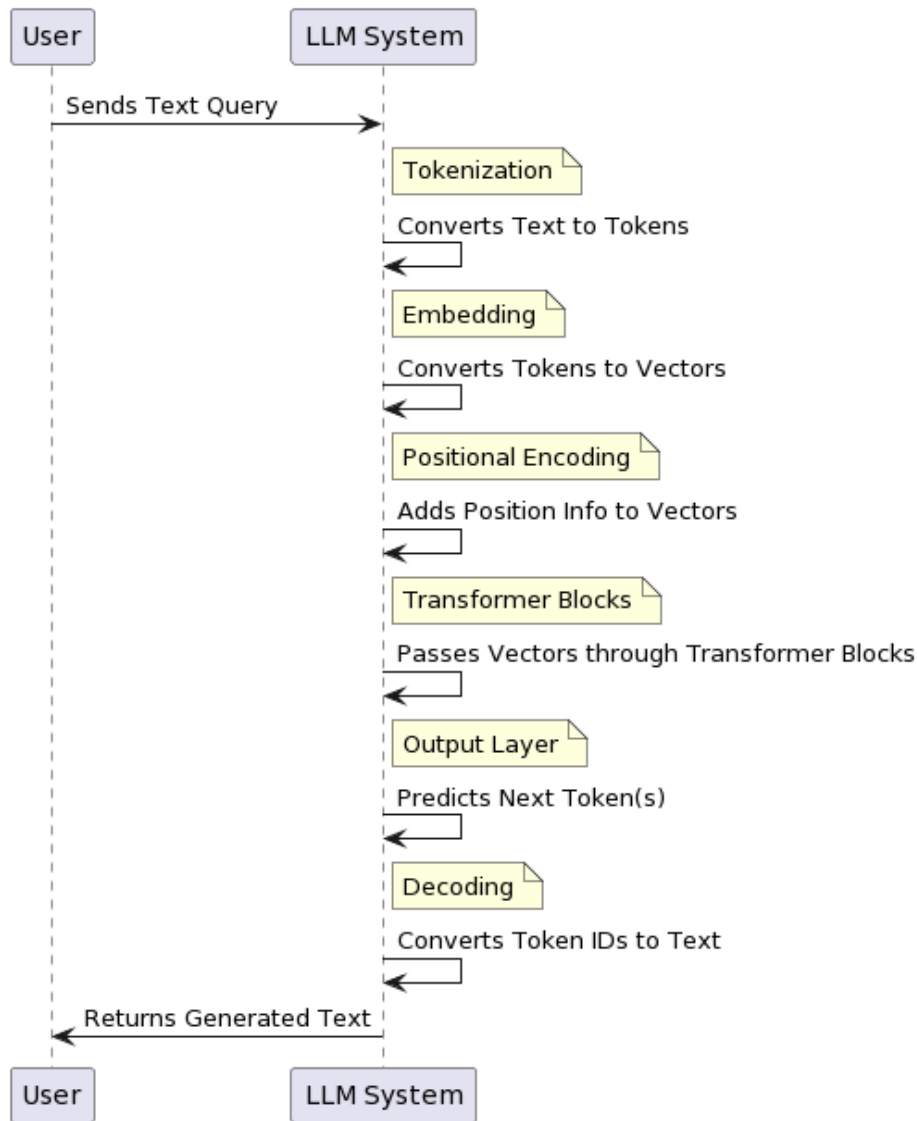 User
LLM System
Sends Text Query
Tokenization
Converts Text to Tokens
Embedding
Converts Tokens to Vectors
Positional Encoding
Adds Position Info to Vectors
Transformer Blocks
Passes Vectors through Transformer Blocks
Output Layer
Predicts Next Token(s)
Decoding
Converts Token IDs to Text
Returns Generated Text
User
LLM System